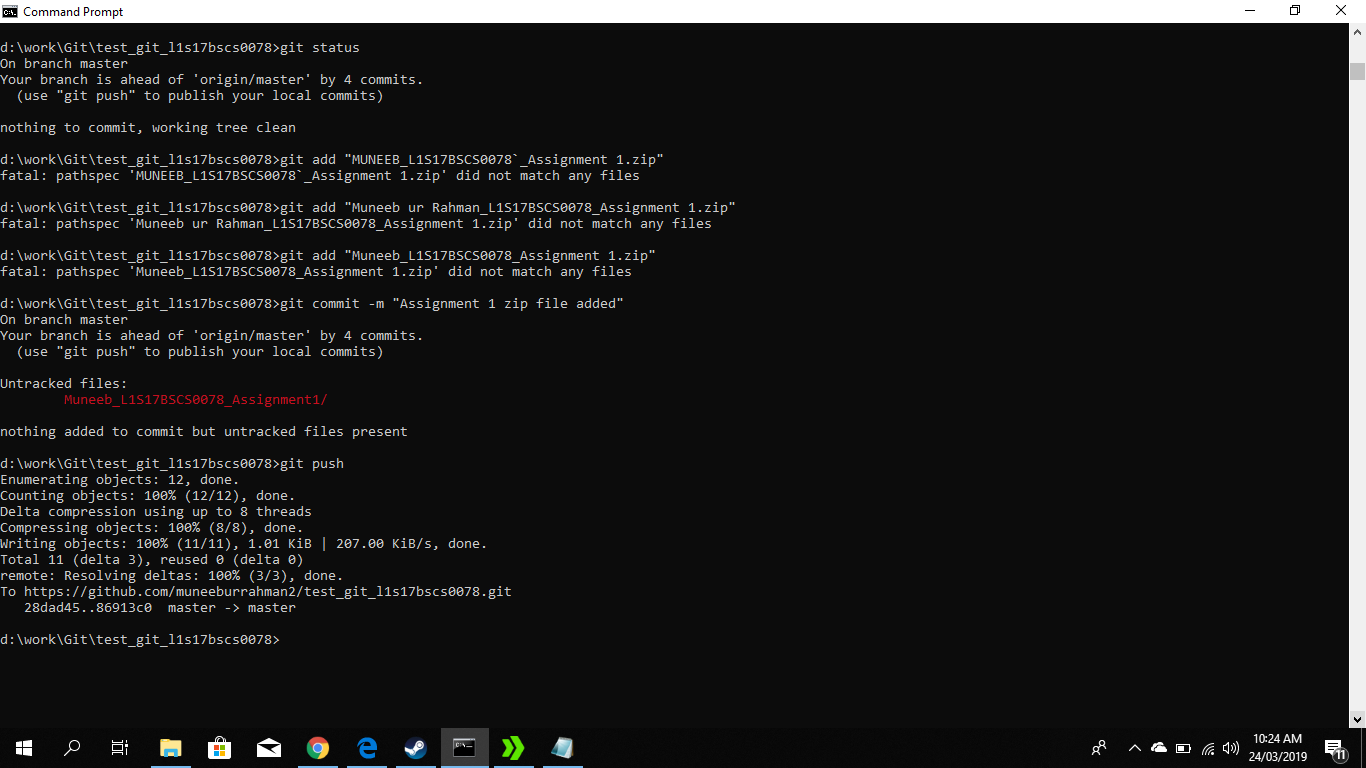 Command Prompt
d:\work\Git\test_git_l1s17bscs0078>git status
On branch master
Your branch is ahead of 'origin/master' by 4 commits.
  (use "git push" to publish your local commits)
nothing to commit, working tree clean
d:\work\Git\test_git_l1s17bscs0078>git add "MUNEEB_L1S17BSCS0078`_Assignment 1.zip"
fatal: pathspec 'MUNEEB_L1S17BSCS0078`_Assignment 1.zip' did not match any files
d:\work\Git\test_git_l1s17bscs0078>git add "Muneeb ur Rahman_L1S17BSCS0078_Assignment 1.zip"
fatal: pathspec 'Muneeb ur Rahman_L1S17BSCS0078_Assignment 1.zip' did not match any files
d:\work\Git\test_git_l1s17bscs0078>git add "Muneeb_L1S17BSCS0078_Assignment 1.zip"
fatal: pathspec 'Muneeb_L1S17BSCS0078_Assignment 1.zip' did not match any files
d:\work\Git\test_git_l1s17bscs0078>git commit -m "Assignment 1 zip file added"
On branch master
Your branch is ahead of 'origin/master' by 4 commits.
  (use "git push" to publish your local commits)
Untracked files:
        Muneeb_L1S17BSCS0078_Assignment1/
nothing added to commit but untracked files present
d:\work\Git\test_git_l1s17bscs0078>git push
Enumerating objects: 12, done.
Counting objects: 100% (12/12), done.
Delta compression using up to 8 threads
Compressing objects: 100% (8/8), done.
Writing objects: 100% (11/11), 1.01 KiB | 207.00 KiB/s, done.
Total 11 (delta 3), reused 0 (delta 0)
remote: Resolving deltas: 100% (3/3), done.
To https://github.com/muneeburrahman2/test_git_l1s17bscs0078.git
   28dad45..86913c0  master -> master
d:\work\Git\test_git_l1s17bscs0078>
10:24 AM
24/03/2019
11